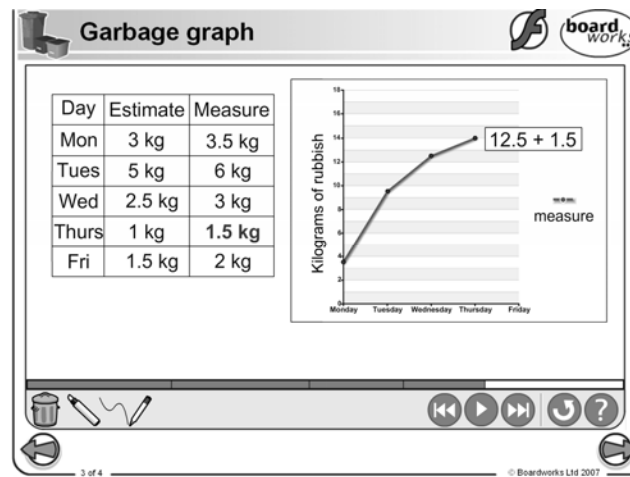 Garbage graph
board
works
Day Estimate Measure
Mon 3 kg 3.5 kg
Tues 5 kg 6 kg
Wed 2.5 kg 3 kg
Thurs 1 kg 1.5 kg
Fri 1.5 kg 2 kg
Kilograms of rubbish
18
16
14
12
10
8
6
4
2
0
Monday Tuesday Wednesday Thursday Friday
12.5 + 1.5
measure
?
3 of 4
© Boardworks Ltd 2007